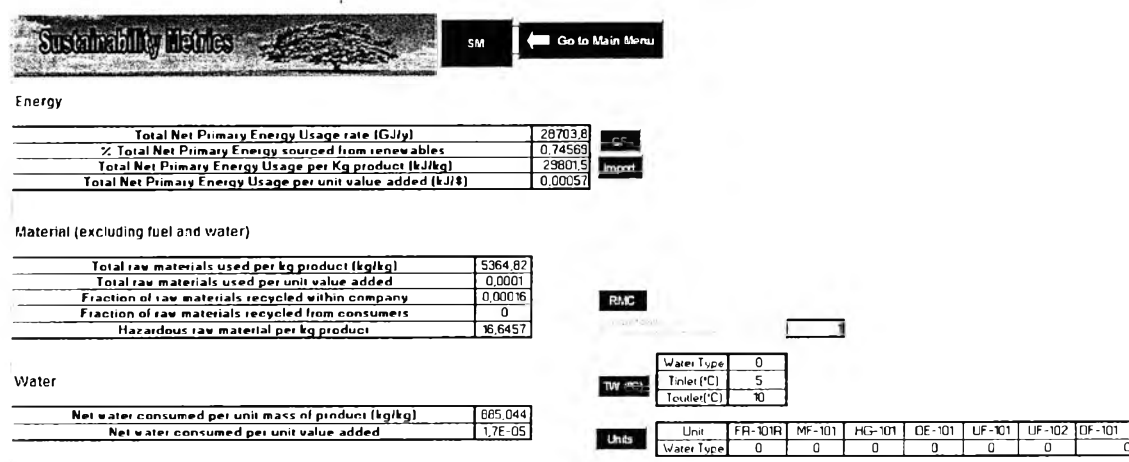 Sustainability Metrics
SM
Go to Main Menu
Energy
Total Net Primary Energy Usage rate (GJ/y) 28703,8
% Total Net Primary Energy sourced from renewables 0,74569
Total Net Primary Energy Usage per Kg product (kJ/kg) 29801,5
Import
Total Net Primary Energy Usage per unit value added (kJ/$) 0,00057
Material (excluding fuel and water)
Total raw materials used per kg product (kg/kg) 5364,82
Total raw materials used per unit value added 0,0001
Fraction of raw materials recycled within company 0,00016
RMC
Fraction of raw materials recycled from consumers 0
Hazardous raw material per kg product 16,6457
1
Water
TW (ºC)
Water Type 0
Tinlet (°C) 5
Toutlet(°C) 10
Net water consumed per unit mass of product (kg/kg) 885,044
Net water consumed per unit value added 1,7E-05
Units
Unit FR-101R MF-101 HG-101 DE-101 UF-101 UF-102 DF-101
Water Type 0 0 0 0 0 0 0